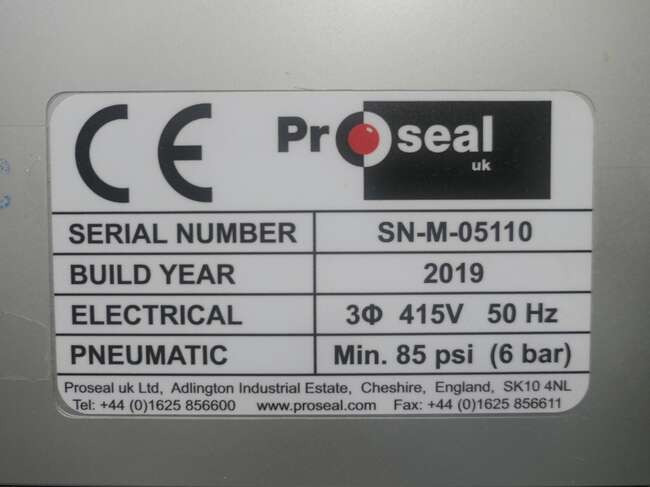 CE Proseal
uk
SERIAL NUMBER SN-M-05110
BUILD YEAR 2019
ELECTRICAL 3Φ 415V 50 Hz
PNEUMATIC Min. 85 psi (6 bar)
Proseal uk Ltd, Adlington Industrial Estate, Cheshire, England, SK10 4NL
Tel: +44 (0)1625 856600 www.proseal.com Fax: +44 (0)1625 856611